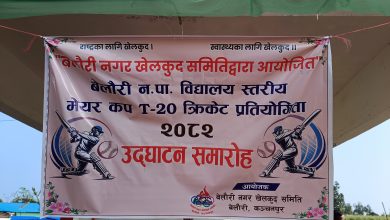 राष्ट्रका लागि खेलकुद । स्वास्थ्यका लागि खेलकुद ।।
"बेलौरी नगर खेलकुद समितिद्वारा आयोजित"
बेलौरी न.पा. विद्यालय स्तरीय
मेयर कप T-20 क्रिकेट प्रतियोगिता
२०८२
उद्घाटन समारोह
आयोजक
बेलौरी नगर खेलकुद समिति
बेलौरी, कञ्चनपुर